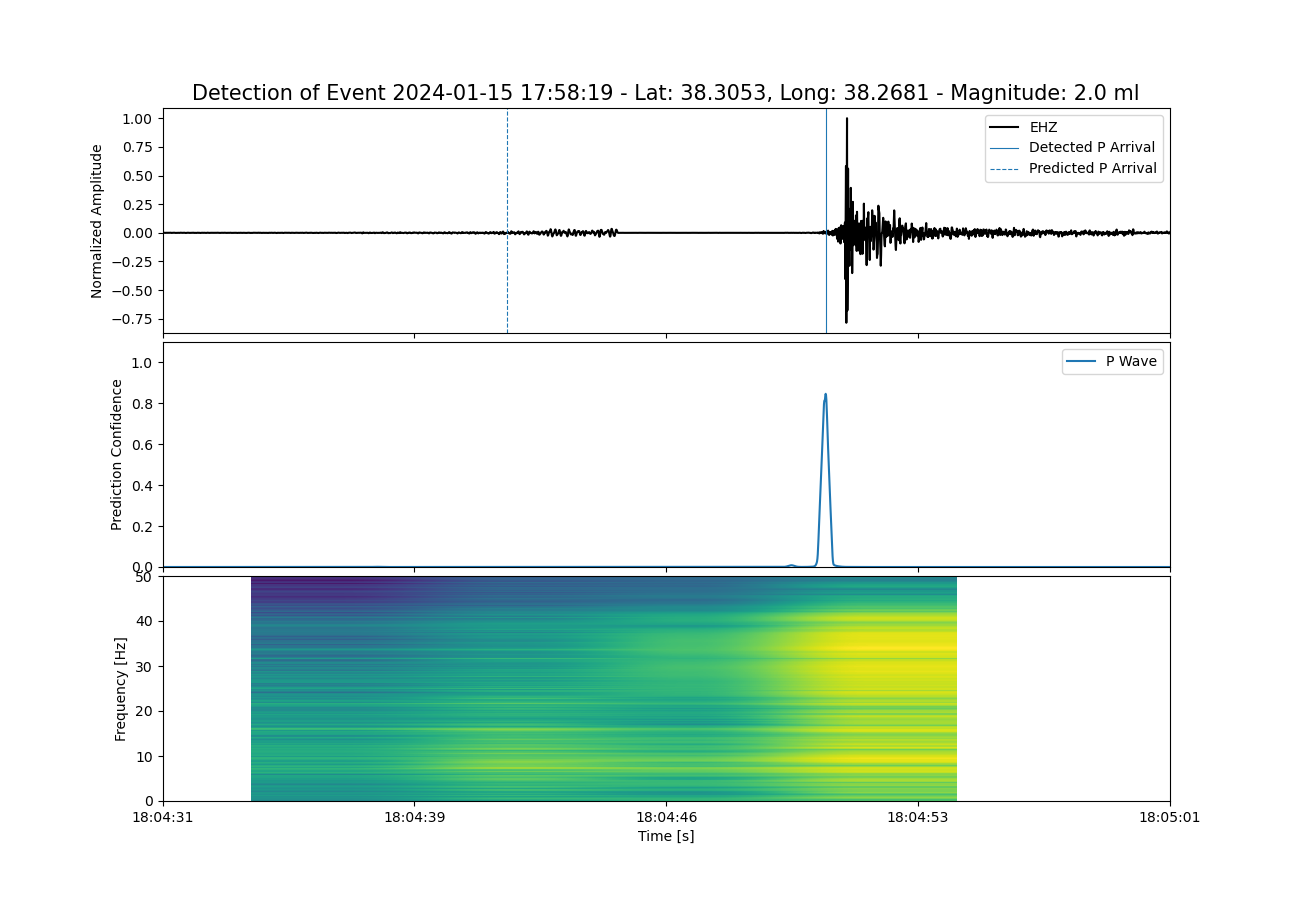 Detection of Event 2024-01-15 17:58:19 - Lat: 38.3053, Long: 38.2681 - Magnitude: 2.0 ml
1.00
0.75
0.50
0.25
0.00
−0.25
−0.50
−0.75
Normalized Amplitude
EHZ
Detected P Arrival
Predicted P Arrival
1.0
0.8
0.6
0.4
0.2
0.0
Prediction Confidence
P Wave
50
40
30
20
10
0
Frequency [Hz]
18:04:31
18:04:39
18:04:46
18:04:53
18:05:01
Time [s]